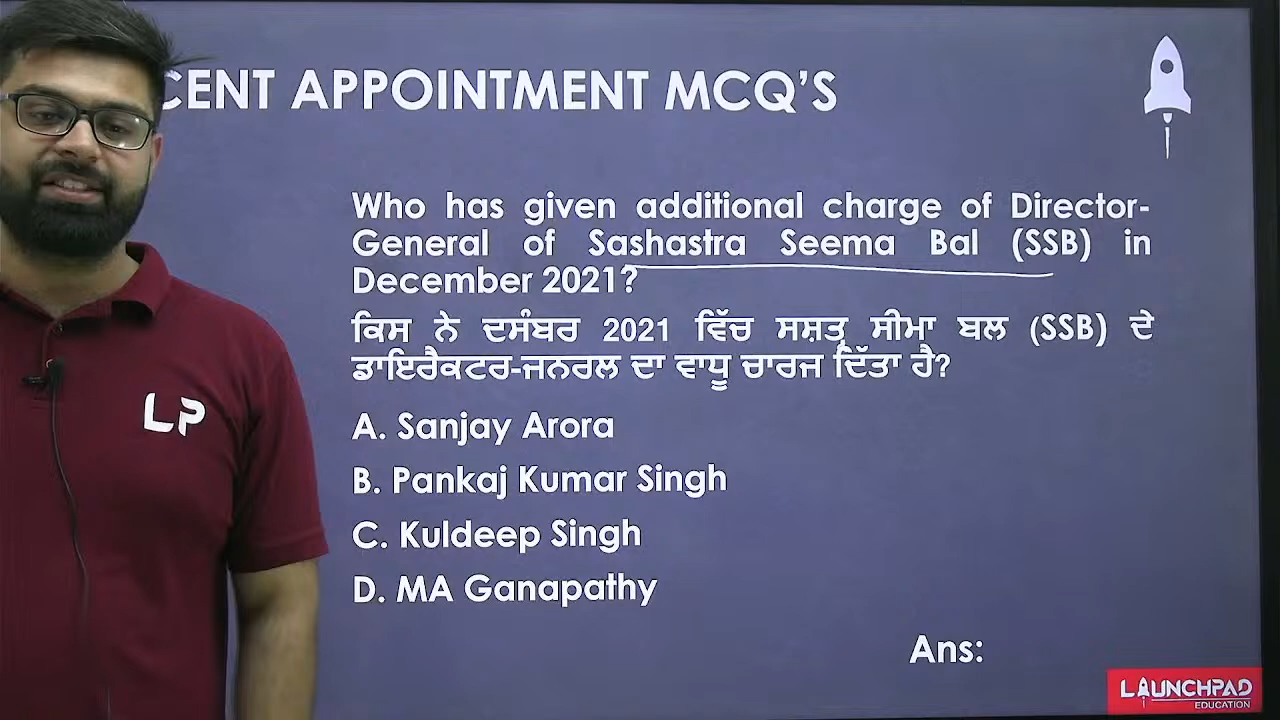 CENT APPOINTMENT MCQ'S
Who has given additional charge of Director-
General of Sashastra Seema Bal (SSB) in
December 2021?
ਕਿਸ ਨੇ ਦਸੰਬਰ 2021 ਵਿੱਚ ਸਸ਼ਤ੍ਰ ਸੀਮਾ ਬਲ (SSB) ਦੇ
ਡਾਇਰੈਕਟਰ-ਜਨਰਲ ਦਾ ਵਾਧੂ ਚਾਰਜ ਦਿੱਤਾ ਹੈ?
A. Sanjay Arora
B. Pankaj Kumar Singh
C. Kuldeep Singh
D. MA Ganapathy
Ans:
LP
LAUNCHPAD
EDUCATION